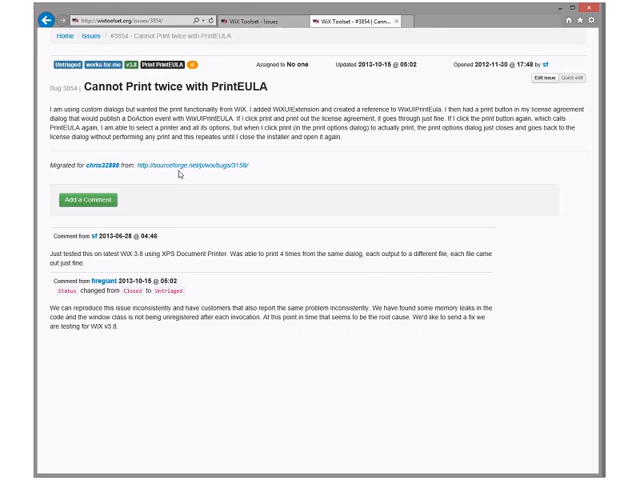 http://wixtoolset.org/issues/3854/
WiX Toolset - Issues
WiX Toolset - #3854 | Cann...
Home / Issues / #3854 - Cannot Print twice with PrintEULA
Untriaged works-for-me v3.8 Print PrintEULA 0
Assigned to No one
Updated 2013-10-15 @ 05:02
Opened 2012-11-30 @ 17:48 by sf
Edit issue Quick edit
Bug 3854 | Cannot Print twice with PrintEULA
I am using custom dialogs but wanted the print functionality from WiX. I added WiXUIExtension and created a reference to WixUIPrintEula. I then had a print button in my license agreement
dialog that would publish a DoAction event with WixUIPrintEULA. If i click print and print out the license agreement, it goes through just fine. If I click the print button again, which calls
PrintEULA again, I am able to select a printer and all its options, but when I click print (in the print options dialog) to actually print, the print options dialog just closes and goes back to the
license dialog without performing any print and this repeates until I close the installer and open it again.
Migrated for chris32888 from: http://sourceforge.net/p/wix/bugs/3158/
Add a Comment
Comment from sf 2013-06-28 @ 04:46
Just tested this on latest WiX 3.8 using XPS Document Printer. Was able to print 4 times from the same dialog, each output to a different file, each file came
out just fine.
Comment from firegiant 2013-10-15 @ 05:02
Status changed from Closed to Untriaged
We can reproduce this issue inconsistently and have customers that also report the same problem inconsistently. We have found some memory leaks in the
code and the window class is not being unregistered after each invocation. At this point in time that seems to be the root cause. We'd like to send a fix we
are testing for WiX v3.8.